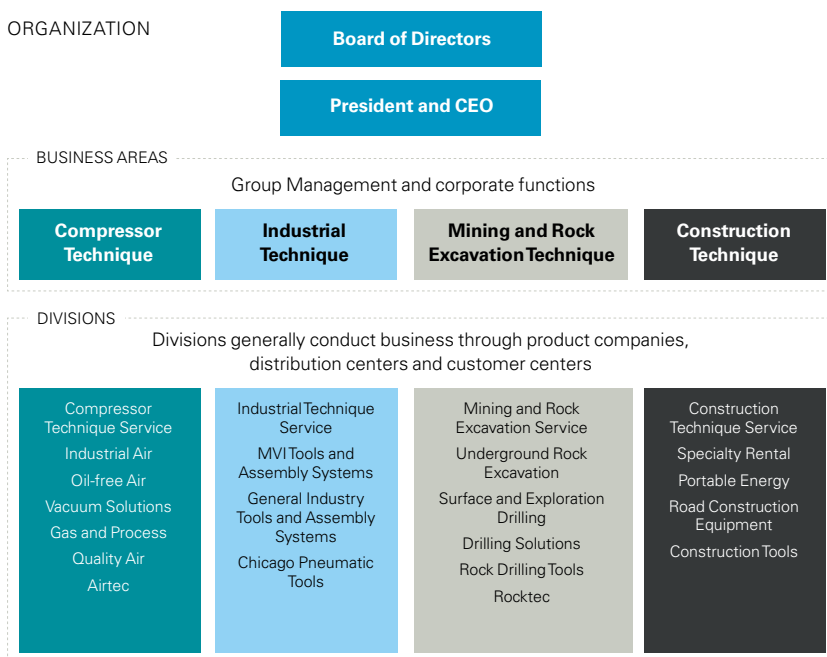 ORGANIZATION
Board of Directors
President and CEO
BUSINESS AREAS
Group Management and corporate functions
Compressor
Technique
Industrial
Technique
Mining and Rock
Excavation Technique
Construction
Technique
DIVISIONS
Divisions generally conduct business through product companies,
distribution centers and customer centers
Compressor
Technique Service
Industrial Air
Oil-free Air
Vacuum Solutions
Gas and Process
Quality Air
Airtec
Industrial Technique
Service
MVI Tools and
Assembly Systems
General Industry
Tools and Assembly
Systems
Chicago Pneumatic
Tools
Mining and Rock
Excavation Service
Underground Rock
Excavation
Surface and Exploration
Drilling
Drilling Solutions
Rock Drilling Tools
Rocktec
Construction
Technique Service
Specialty Rental
Portable Energy
Road Construction
Equipment
Construction Tools